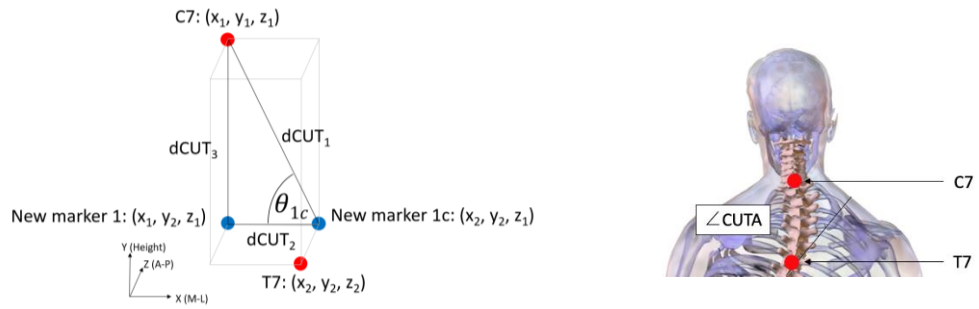 C7: (x₁, y₁, z₁)
dCUT₁
dCUT₃
θ₁c
New marker 1: (x₁, y₂, z₁)
New marker 1c: (x₂, y₂, z₁)
dCUT₂
T7: (x₂, y₂, z₂)
Y (Height)
Z (A-P)
X (M-L)
C7
∠CUTA
T7